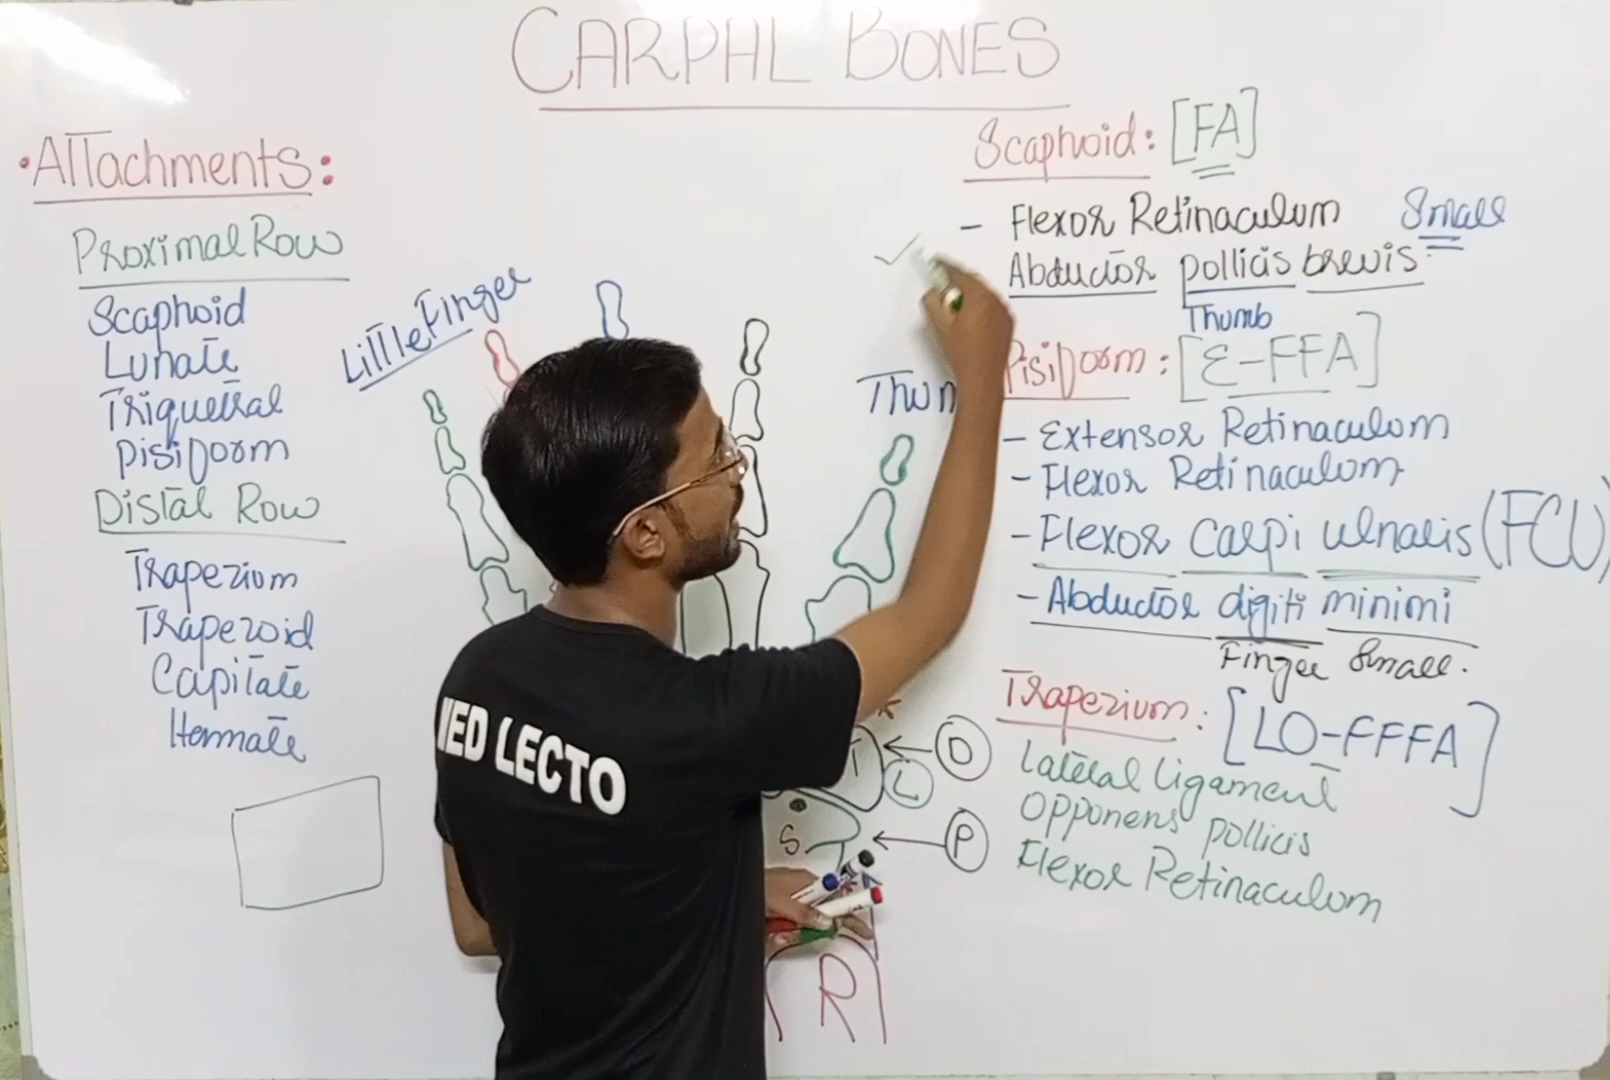 CARPAL BONES
• Attachments:
Proximal Row
Scaphoid
Lunate
Triquetral
Pisiform
Distal Row
Trapezium
Trapezoid
Capitate
Hammate
Little Finger
Thum
Scaphoid: [FA]
- Flexor Retinaculum
Small
Abductor pollicis brevis
Thumb
Pisiform: [E-FFA]
- Extensor Retinaculum
- Flexor Retinaculum
- Flexor Carpi ulnaris (FCU)
- Abductor digiti minimi
Finger Small.
Trapezium: [LO-FFFA]
Lateral Ligament
Opponens pollicis
Flexor Retinaculum
T
D
L
S
P
R
MED LECTO